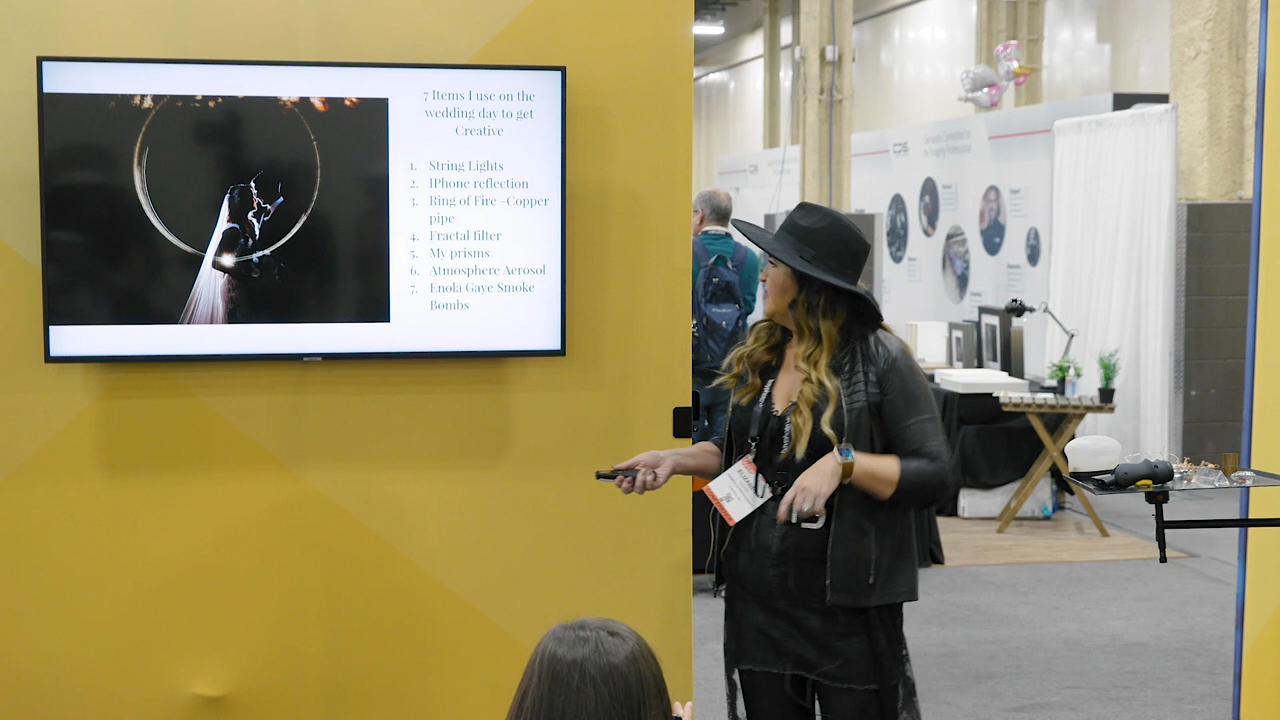 7 Items I use on the
wedding day to get
Creative
1. String Lights
2. IPhone reflection
3. Ring of Fire –Copper
pipe
4. Fractal filter
5. My prisms
6. Atmosphere Aerosol
7. Enola Gaye Smoke
Bombs
CPS